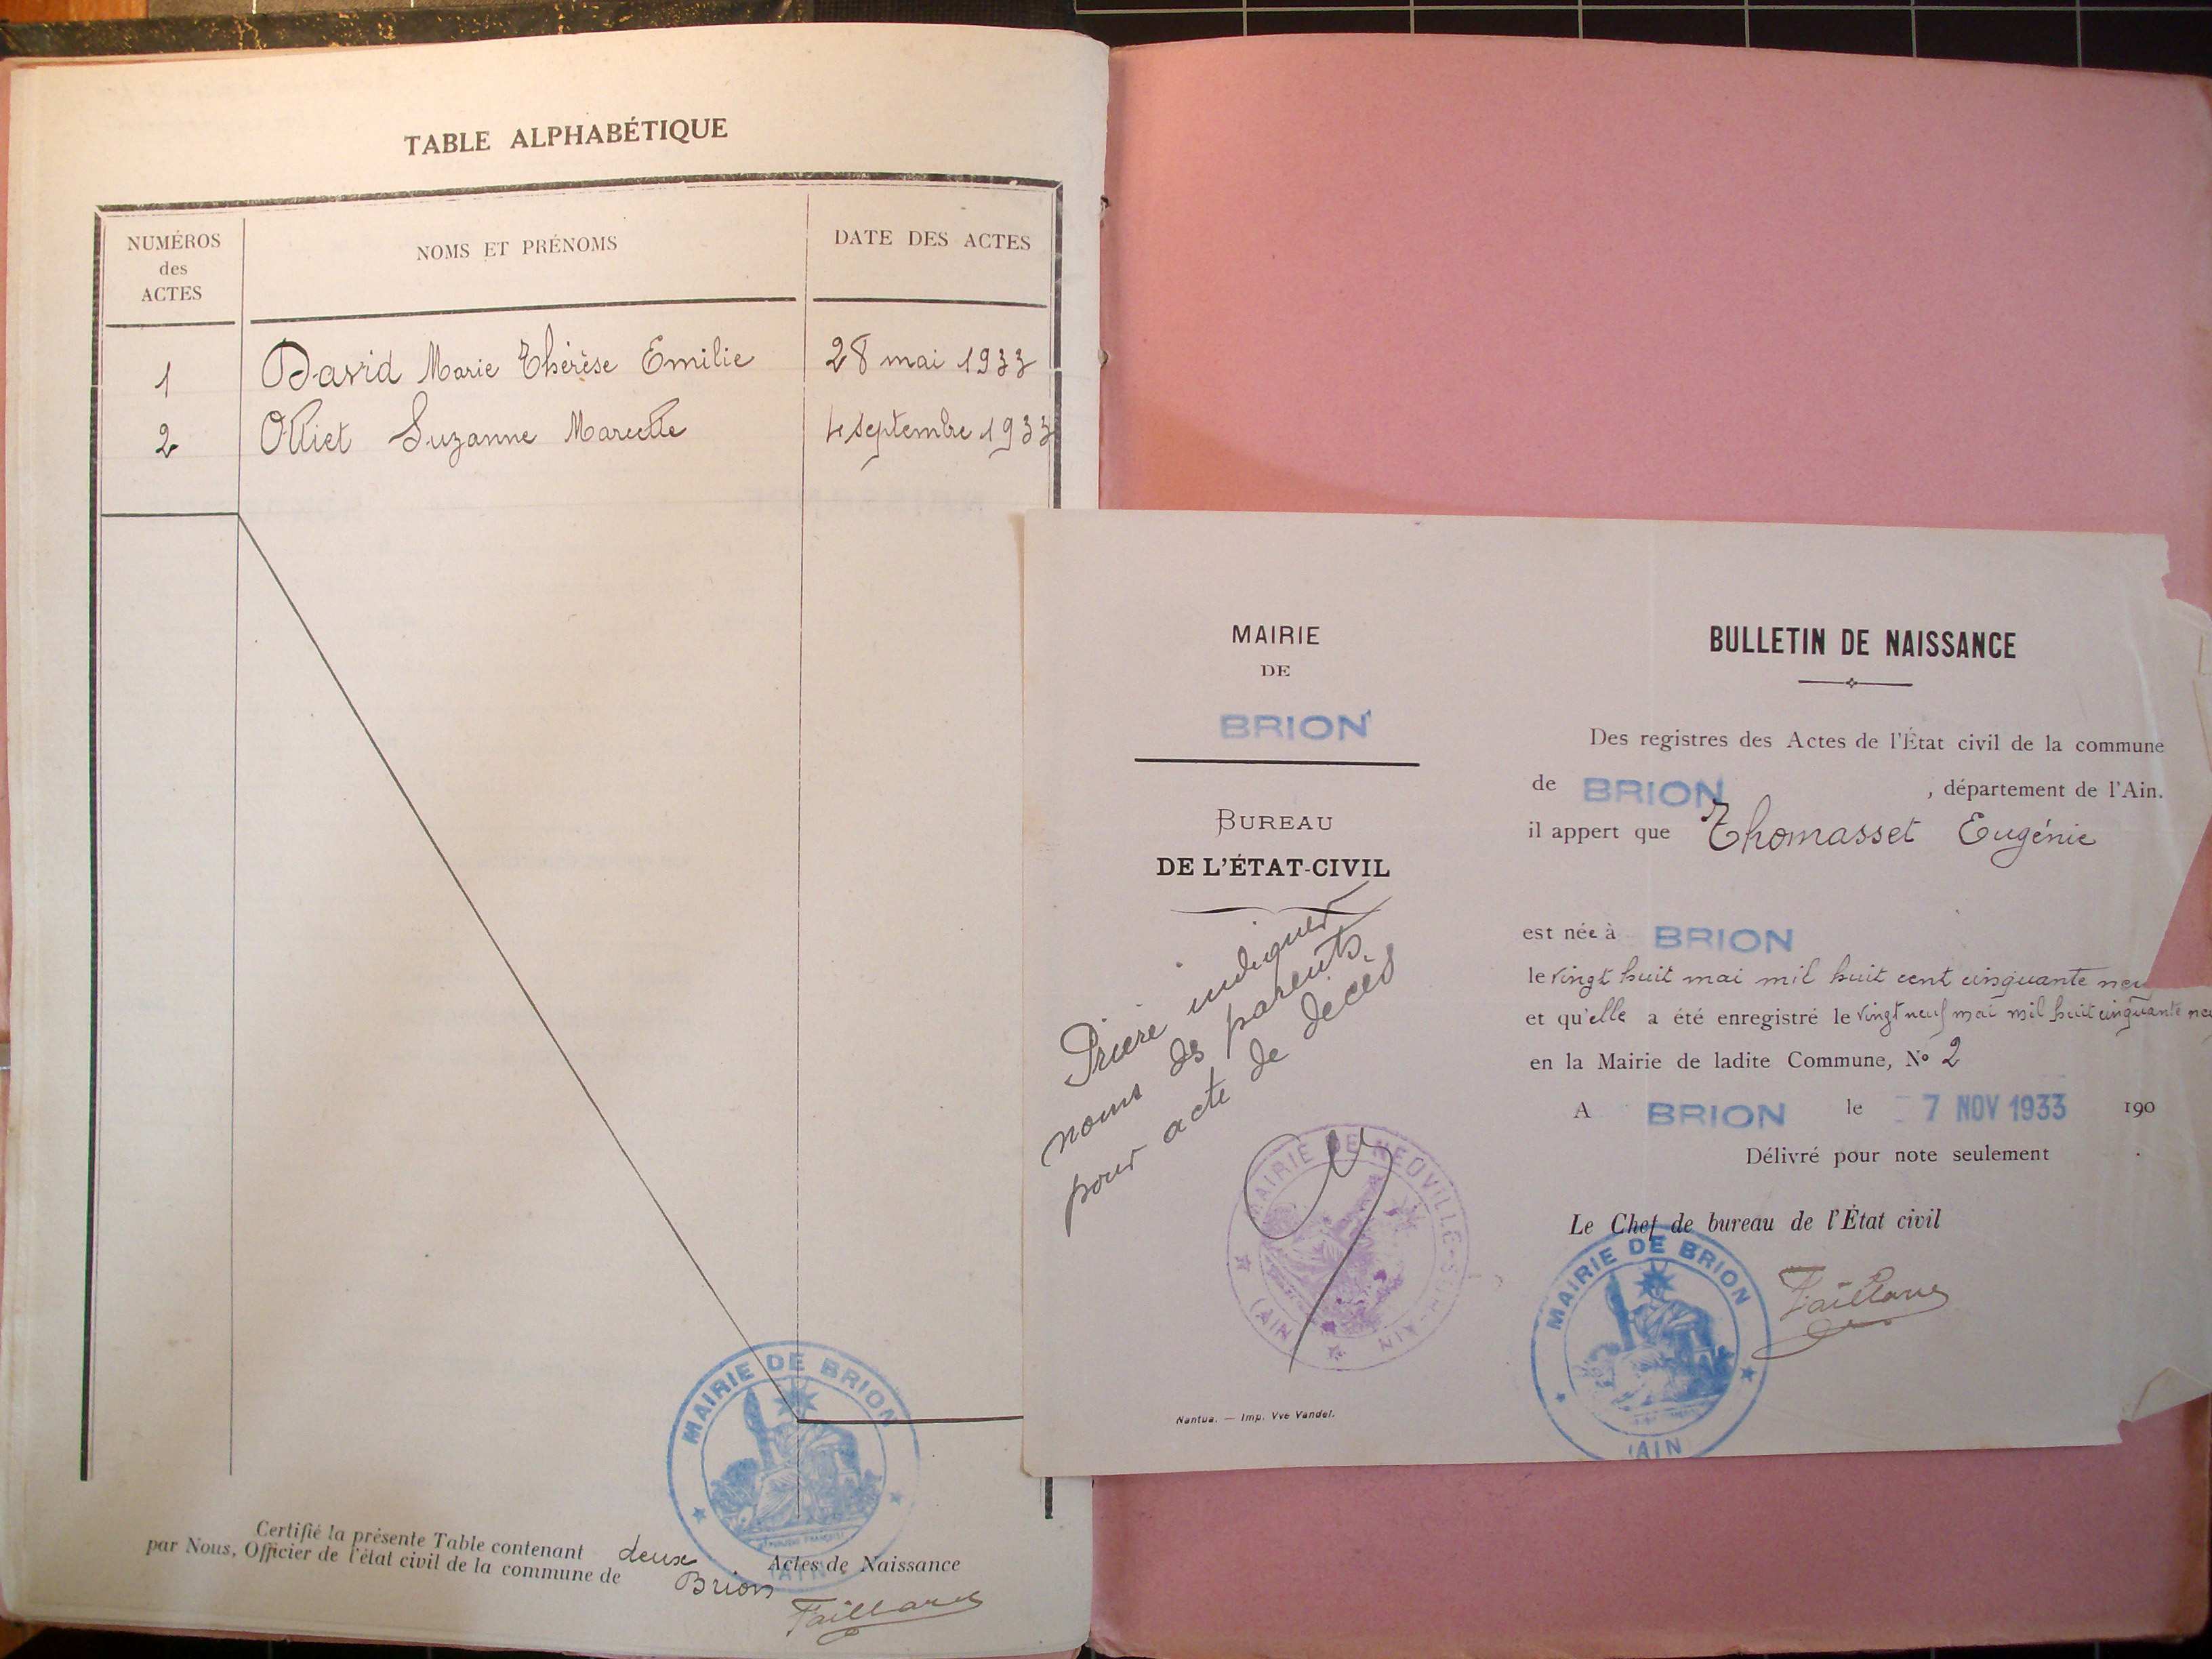 TABLE ALPHABÉTIQUE
NUMÉROS
des
ACTES
NOMS ET PRÉNOMS
DATE DES ACTES
1 David Marie Thérèse Emilie 28 mai 1933
2 Olliet Suzanne Marcelle 4 septembre 1933
MAIRIE DE BRION
(AIN)
Certifié la présente Table contenant deux Actes de Naissance
par Nous, Officier de l'état civil de la commune de Brion
MAIRIE
DE
BRION
BUREAU
DE L'ÉTAT-CIVIL
Prière indiquer
noms des parents
pour acte de décès
MAIRIE DE NEUVILLE-SUR-AIN
(AIN)
Nantua. — Imp. Vve Vandel.
BULLETIN DE NAISSANCE
Des registres des Actes de l'État civil de la commune
de BRION, département de l'Ain.
il appert que Thomasset Eugénie
est née à BRION
le vingt huit mai mil huit cent cinquante neu
et qu'elle a été enregistré le vingt neuf mai mil huit cinquante neu
en la Mairie de ladite Commune, No 2
A BRION le 7 NOV 1933 190
Délivré pour note seulement
Le Chef de bureau de l'État civil
MAIRIE DE BRION
(AIN